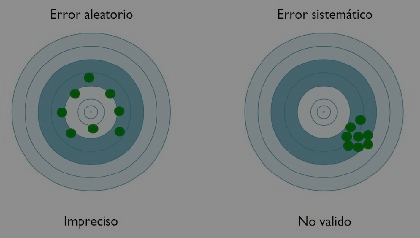 Error aleatorio
Error sistemático
Impreciso
No valido